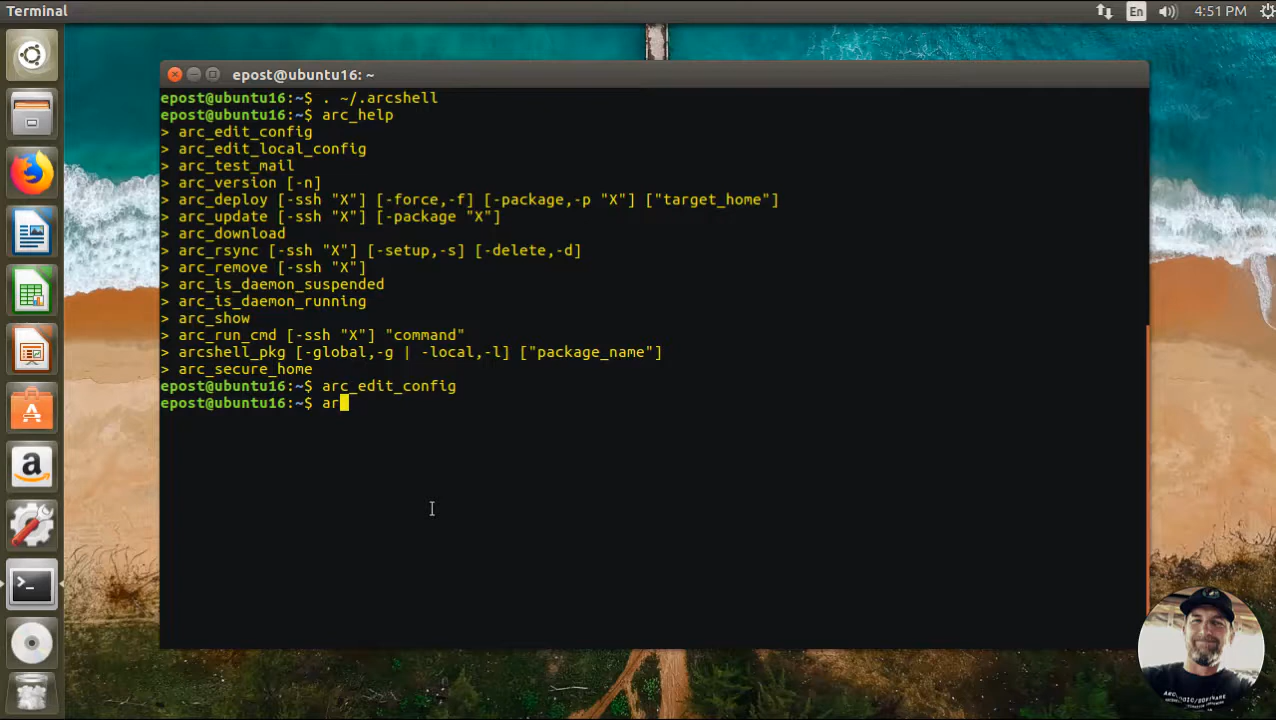 Terminal
En
4:51 PM
epost@ubuntu16: ~
epost@ubuntu16:~$ . ~/.arcshell
epost@ubuntu16:~$ arc_help
> arc_edit_config
> arc_edit_local_config
> arc_test_mail
> arc_version [-n]
> arc_deploy [-ssh "X"] [-force,-f] [-package,-p "X"] ["target_home"]
> arc_update [-ssh "X"] [-package "X"]
> arc_download
> arc_rsync [-ssh "X"] [-setup,-s] [-delete,-d]
> arc_remove [-ssh "X"]
> arc_is_daemon_suspended
> arc_is_daemon_running
> arc_show
> arc_run_cmd [-ssh "X"] "command"
> arcshell_pkg [-global,-g | -local,-l] ["package_name"]
> arc_secure_home
epost@ubuntu16:~$ arc_edit_config
epost@ubuntu16:~$ ar